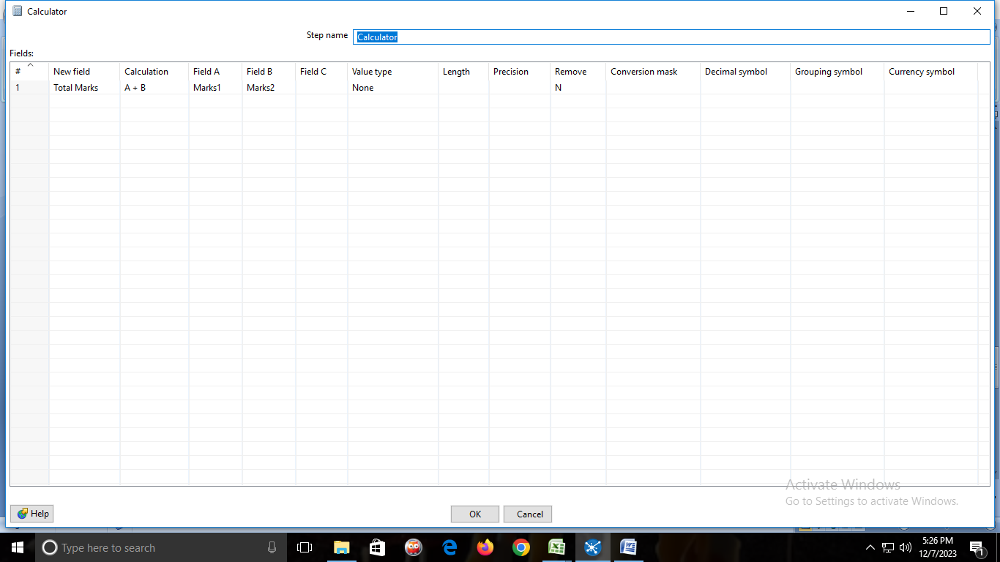 Calculator
Step name Calculator
Fields:
# New field Calculation Field A Field B Field C Value type Length Precision Remove Conversion mask Decimal symbol Grouping symbol Currency symbol
1 Total Marks A + B Marks1 Marks2 None N
Activate Windows
Go to Settings to activate Windows.
Help OK Cancel
Type here to search
5:26 PM
12/7/2023
1